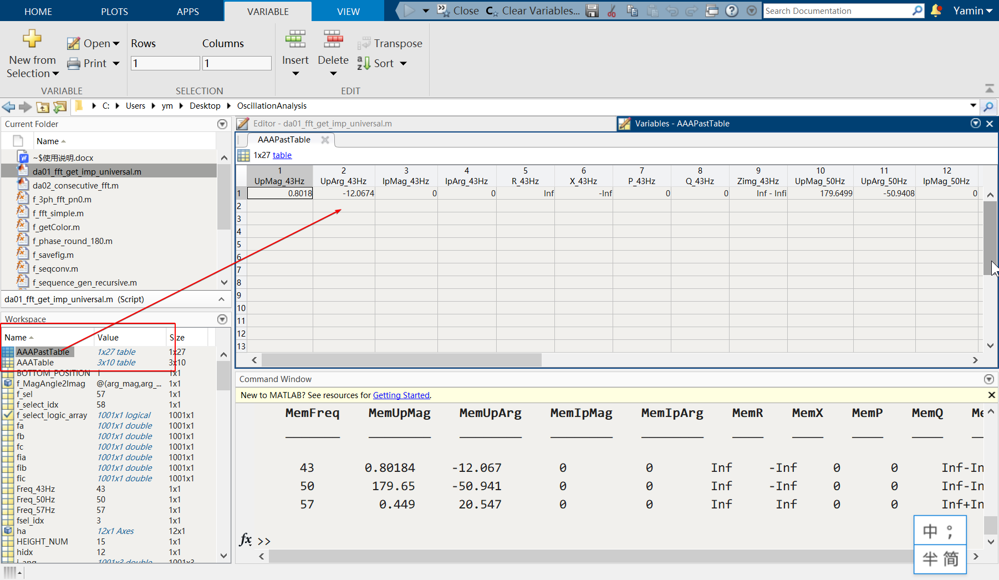 HOME PLOTS APPS VARIABLE VIEW Close Clear Variables... Search Documentation Yamin
New from Selection
Open
Print
Rows Columns
1 1
Insert Delete
Transpose
Sort
VARIABLE SELECTION EDIT
C: Users ym Desktop OscillationAnalysis
Current Folder
Name
~$使用说明.docx
da01_fft_get_imp_universal.m
da02_consecutive_fft.m
f_3ph_fft_pn0.m
f_fft_simple.m
f_getColor.m
f_phase_round_180.m
f_savefig.m
f_seqconv.m
f_sequence_gen_recursive.m
da01_fft_get_imp_universal.m (Script)
Workspace
Name Value Size
AAAPastTable 1x27 table 1x27
AAATable 3x10 table 3x10
BOTTOM_POSITION 1 1x1
f_MagAngle2Imag @(arg_mag,arg_... 1x1
f_sel 57 1x1
f_select_idx 58 1x1
f_select_logic_array 1001x1 logical 1001x1
fa 1001x1 double 1001x1
fb 1001x1 double 1001x1
fc 1001x1 double 1001x1
fia 1001x1 double 1001x1
fib 1001x1 double 1001x1
fic 1001x1 double 1001x1
Freq_43Hz 43 1x1
Freq_50Hz 50 1x1
Freq_57Hz 57 1x1
fsel_idx 3 1x1
ha 12x1 Axes 12x1
HEIGHT_NUM 15 1x1
hidx 12 1x1
i_ang 1001x3 double 1001x3
Editor - da01_fft_get_imp_universal.m
Variables - AAAPastTable
AAAPastTable
1x27 table
1 2 3 4 5 6 7 8 9 10 11 12
UpMag_43Hz UpArg_43Hz IpMag_43Hz IpArg_43Hz R_43Hz X_43Hz P_43Hz Q_43Hz Zimg_43Hz UpMag_50Hz UpArg_50Hz IpMag_50Hz
1 0.8018 -12.0674 0 0 Inf -Inf 0 0 Inf - Infi 179.6499 -50.9408 0
2
3
4
5
6
7
8
9
10
11
12
13
Command Window
New to MATLAB? See resources for Getting Started.
MemFreq MemUpMag MemUpArg MemIpMag MemIpArg MemR MemX MemP MemQ Me
43 0.80184 -12.067 0 0 Inf -Inf 0 0 Inf-In
50 179.65 -50.941 0 0 Inf -Inf 0 0 Inf-In
57 0.449 20.547 0 0 Inf Inf 0 0 Inf+In
fx >>
中 ；
半 简